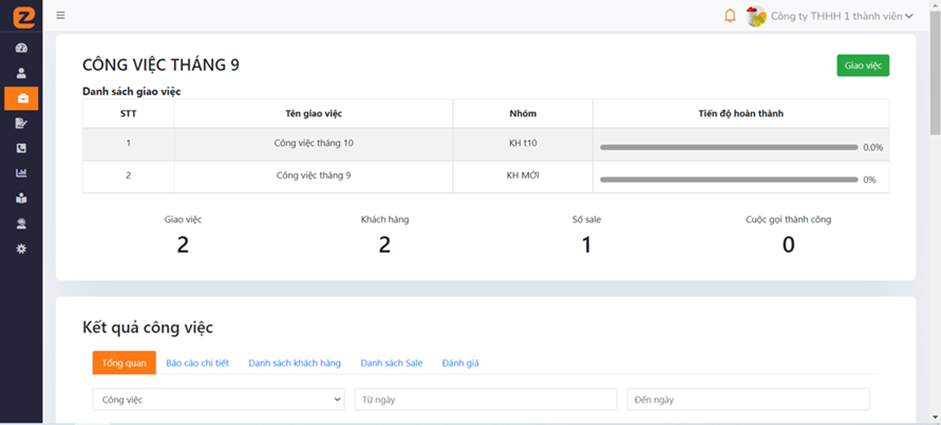 Công ty THHH 1 thành viên
CÔNG VIỆC THÁNG 9
Giao việc
Danh sách giao việc
STT Tên giao việc Nhóm Tiến độ hoàn thành
1 Công việc tháng 10 KH t10 0.0%
2 Công việc tháng 9 KH MỚI 0%
Giao việc Khách hàng Số sale Cuộc gọi thành công
2 2 1 0
Kết quả công việc
Tổng quan Báo cáo chi tiết Danh sách khách hàng Danh sách Sale Đánh giá
Công việc Từ ngày Đến ngày